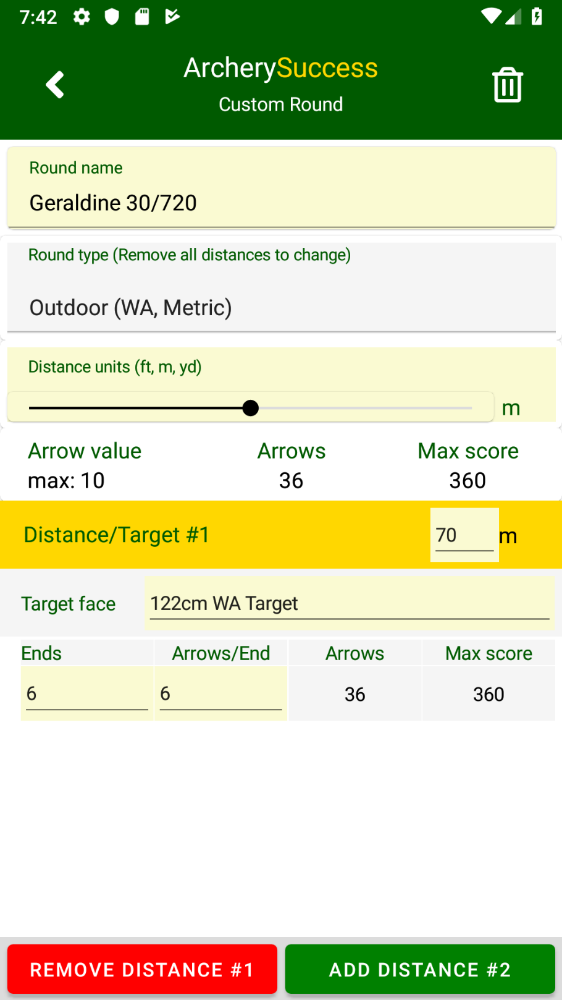 7:42
ArcherySuccess
Custom Round
Round name
Geraldine 30/720
Round type (Remove all distances to change)
Outdoor (WA, Metric)
Distance units (ft, m, yd)
m
Arrow value Arrows Max score
max: 10 36 360
Distance/Target #1 70 m
Target face 122cm WA Target
Ends Arrows/End Arrows Max score
6 6 36 360
REMOVE DISTANCE #1 ADD DISTANCE #2